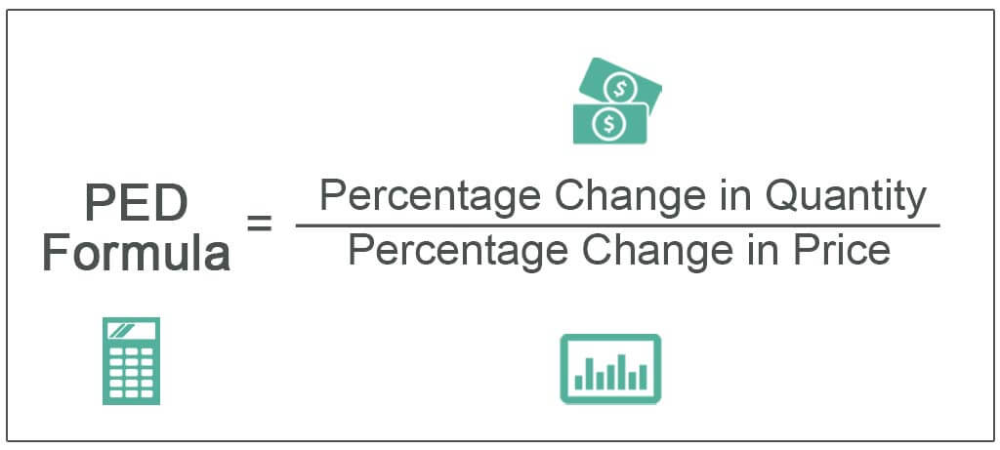 PED
Formula
=
Percentage Change in Quantity
Percentage Change in Price
$
$